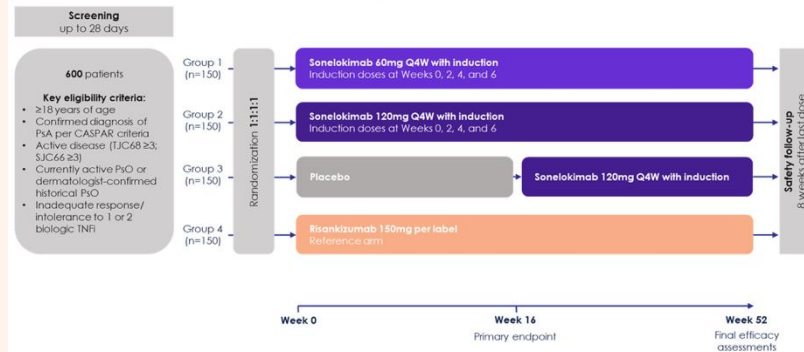 Screening
up to 28 days
600 patients
Key eligibility criteria:
• ≥18 years of age
• Confirmed diagnosis of
PsA per CASPAR criteria
• Active disease (TJC68 ≥3;
SJC66 ≥3)
• Currently active PsO or
dermatologist-confirmed
historical PsO
• Inadequate response/
intolerance to 1 or 2
biologic TNFi
Group 1
(n=150)
Group 2
(n=150)
Group 3
(n=150)
Group 4
(n=150)
Randomization 1:1:1:1
Sonelokimab 60mg Q4W with induction
Induction doses at Weeks 0, 2, 4, and 6
Sonelokimab 120mg Q4W with induction
Induction doses at Weeks 0, 2, 4, and 6
Placebo
Sonelokimab 120mg Q4W with induction
Risankizumab 150mg per label
Reference arm
Safety follow-up
8 weeks after last dose
Week 0
Week 16
Primary endpoint
Week 52
Final efficacy
assessments